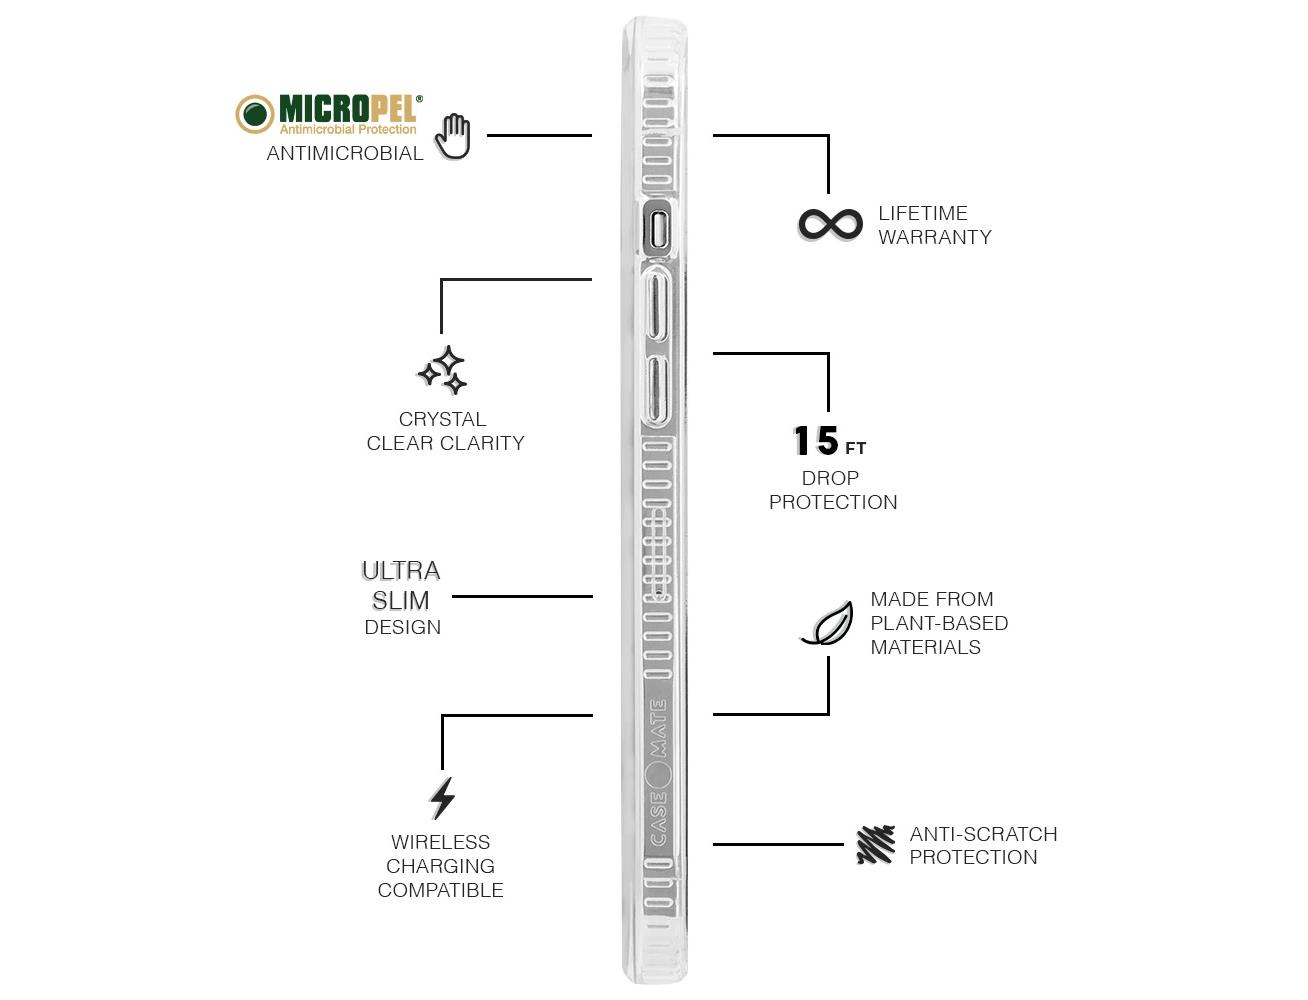 MICROPEL®
Antimicrobial Protection
ANTIMICROBIAL
LIFETIME
WARRANTY
CRYSTAL
CLEAR CLARITY
15 FT
DROP
PROTECTION
ULTRA
SLIM
DESIGN
MADE FROM
PLANT-BASED
MATERIALS
WIRELESS
CHARGING
COMPATIBLE
ANTI-SCRATCH
PROTECTION
CASE MATE